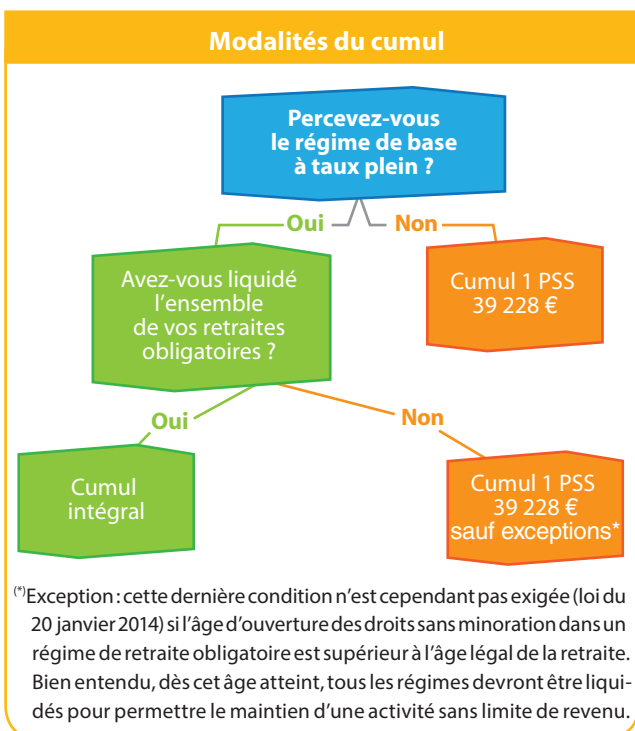 Modalités du cumul
Percevez-vous
le régime de base
à taux plein ?
Oui
Non
Avez-vous liquidé
l'ensemble
de vos retraites
obligatoires ?
Cumul 1 PSS
39 228 €
Oui
Non
Cumul
intégral
Cumul 1 PSS
39 228 €
sauf exceptions*
(*)Exception : cette dernière condition n'est cependant pas exigée (loi du
20 janvier 2014) si l'âge d'ouverture des droits sans minoration dans un
régime de retraite obligatoire est supérieur à l'âge légal de la retraite.
Bien entendu, dès cet âge atteint, tous les régimes devront être liqui-
dés pour permettre le maintien d'une activité sans limite de revenu.